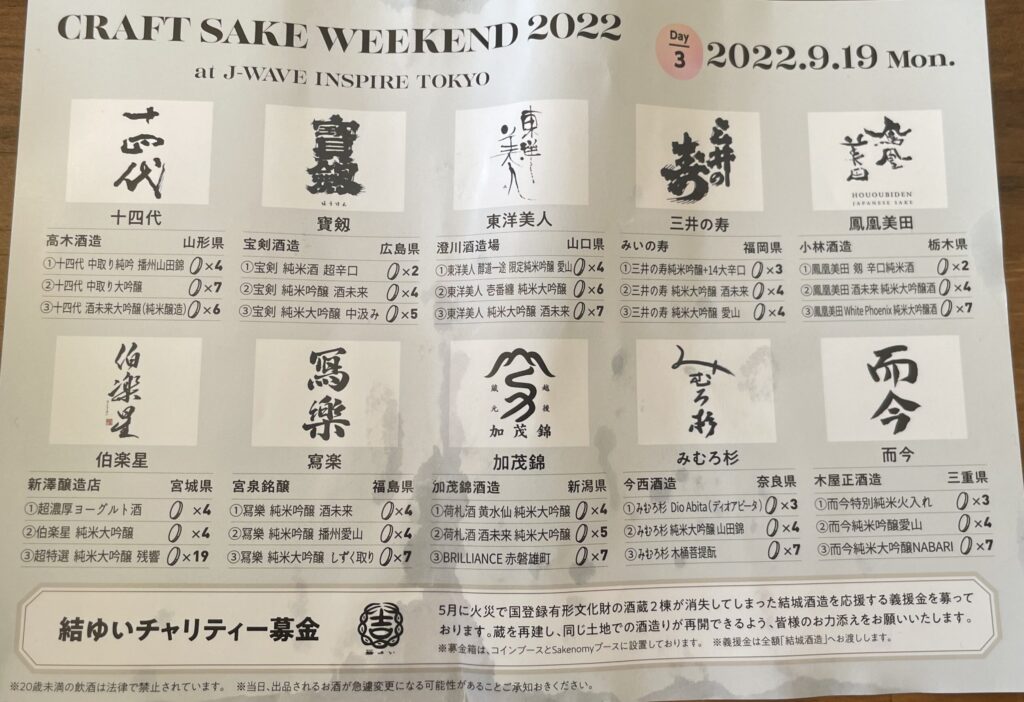 CRAFT SAKE WEEKEND 2022
at J-WAVE INSPIRE TOKYO
Day
3
2022.9.19 Mon.
十四代
寶剱
ほうけん
東洋美人
三井の寿
鳳凰美田
HOUOUBIDEN
JAPANESE SAKE
十四代
寶剱
東洋美人
三井の寿
鳳凰美田
高木酒造 山形県
①十四代 中取り純吟 播州山田錦 ×4
②十四代 中取り大吟醸 ×7
③十四代 酒未来大吟醸(純米醸造) ×6
宝剣酒造 広島県
①宝剣 純米酒 超辛口 ×2
②宝剣 純米吟醸 酒未来 ×4
③宝剣 純米大吟醸 中汲み ×5
澄川酒造場 山口県
①東洋美人 醇道一途 限定純米吟醸 愛山 ×4
②東洋美人 壱番纏 純米大吟醸 ×6
③東洋美人 純米大吟醸 酒未来 ×7
みいの寿 福岡県
①三井の寿純米吟醸+14大辛口 ×3
②三井の寿 純米大吟醸 酒未来 ×4
③三井の寿 純米大吟醸 愛山 ×4
小林酒造 栃木県
①鳳凰美田 剱 辛口純米酒 ×2
②鳳凰美田 酒未来 純米大吟醸酒 ×4
③鳳凰美田White Phoenix 純米大吟醸酒 ×7
伯楽星
寫樂
蔵元
越後
加茂錦
みむろ杉
而今
伯楽星
寫楽
加茂錦
みむろ杉
而今
新澤醸造店 宮城県
①超濃厚ヨーグルト酒 ×4
②伯楽星 純米大吟醸 ×4
③超特選 純米大吟醸 残響 ×19
宮泉銘醸 福島県
①冩樂 純米吟醸 酒未来 ×4
②冩樂 純米吟醸 播州愛山 ×4
③冩樂 純米大吟醸 しずく取り ×7
加茂錦酒造 新潟県
①荷札酒 黄水仙 純米大吟醸 ×4
②荷札酒 酒未来 純米大吟醸 ×5
③BRILLIANCE 赤磐雄町 ×7
今西酒造 奈良県
①みむろ杉 Dio Abita(ディオアビータ) ×3
②みむろ杉 純米大吟醸 山田錦 ×4
③みむろ杉 木桶菩提酛 ×7
木屋正酒造 三重県
①而今特別純米火入れ ×3
②而今純米吟醸愛山 ×4
③而今純米大吟醸NABARI ×7
結ゆいチャリティー募金
結ゆい
5月に火災で国登録有形文化財の酒蔵2棟が消失してしまった結城酒造を応援する義援金を募って
おります。蔵を再建し、同じ土地での酒造りが再開できるよう、皆様のお力添えをお願いいたします。
※募金箱は、コインブースとSakenomyブースに設置しております。 ※義援金は全額「結城酒造」へお渡しします。
※20歳未満の飲酒は法律で禁止されています。 ※当日、出品されるお酒が急遽変更になる可能性があることご承知おきください。